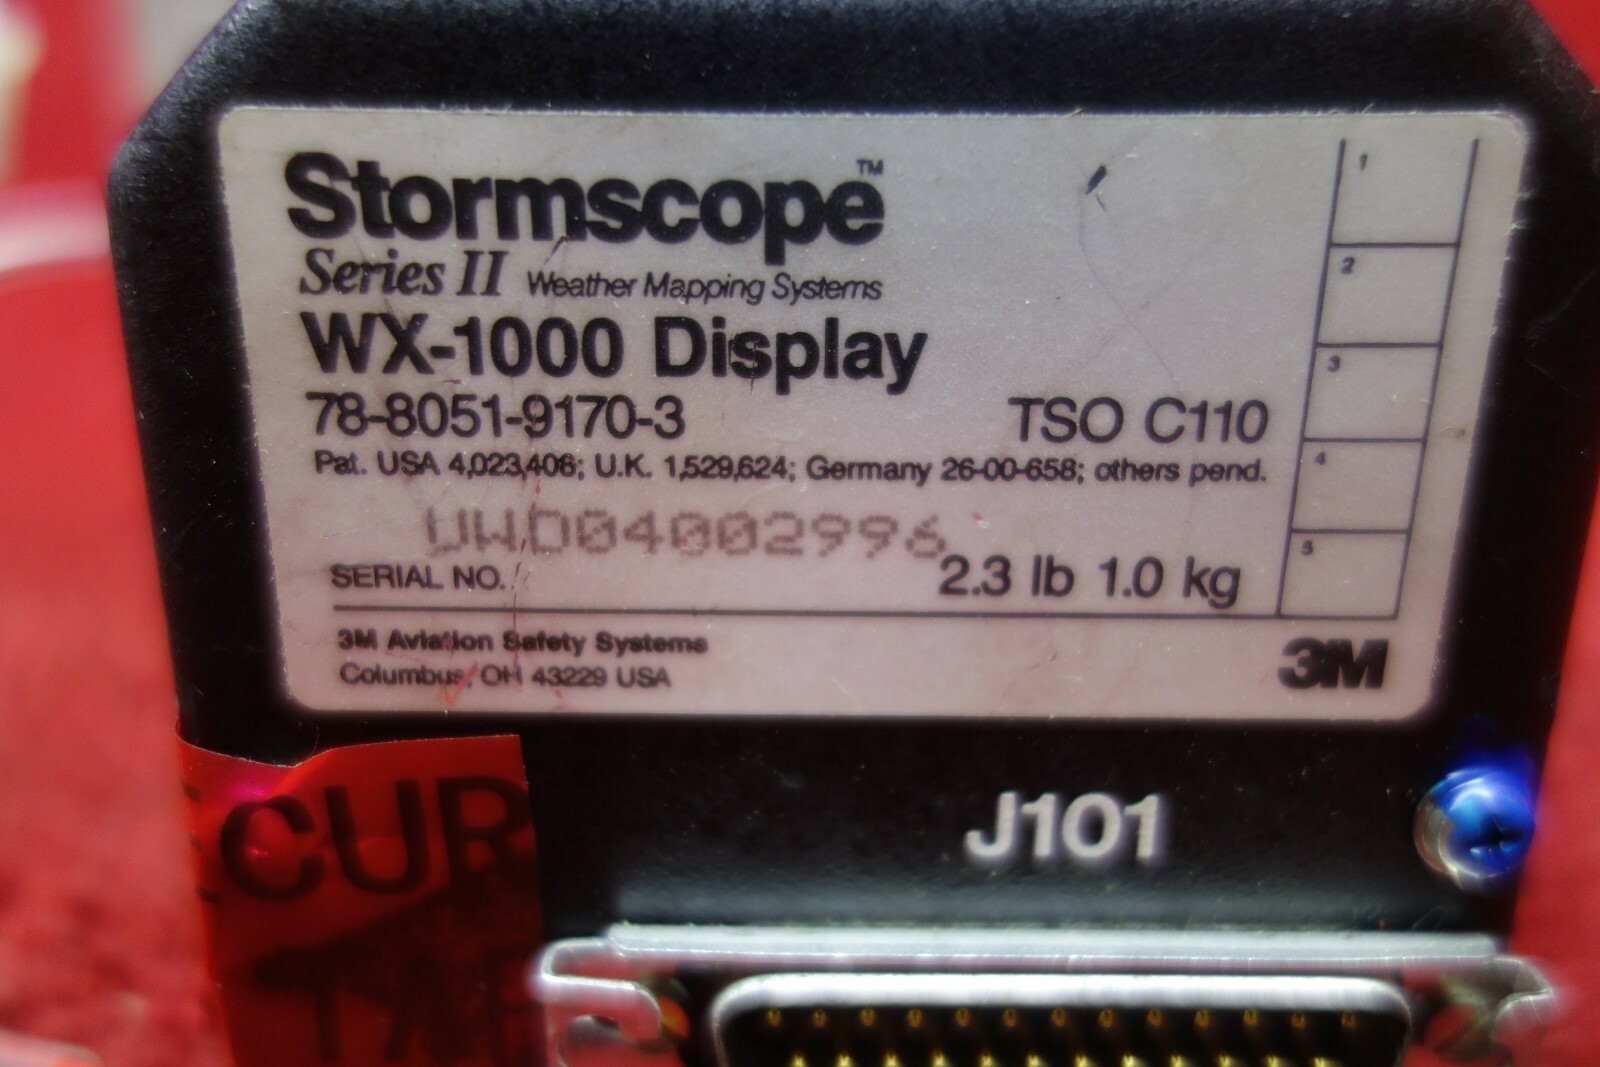 Stormscope™
Series II Weather Mapping Systems
WX-1000 Display
78-8051-9170-3 TSO C110
Pat. USA 4,023,408; U.K. 1,529,624; Germany 26-00-658; others pend.
UWD04002996
SERIAL NO. 2.3 lb 1.0 kg
3M Aviation Safety Systems
Columbus, OH 43229 USA
3M
1
2
3
4
5
J101
ECUR